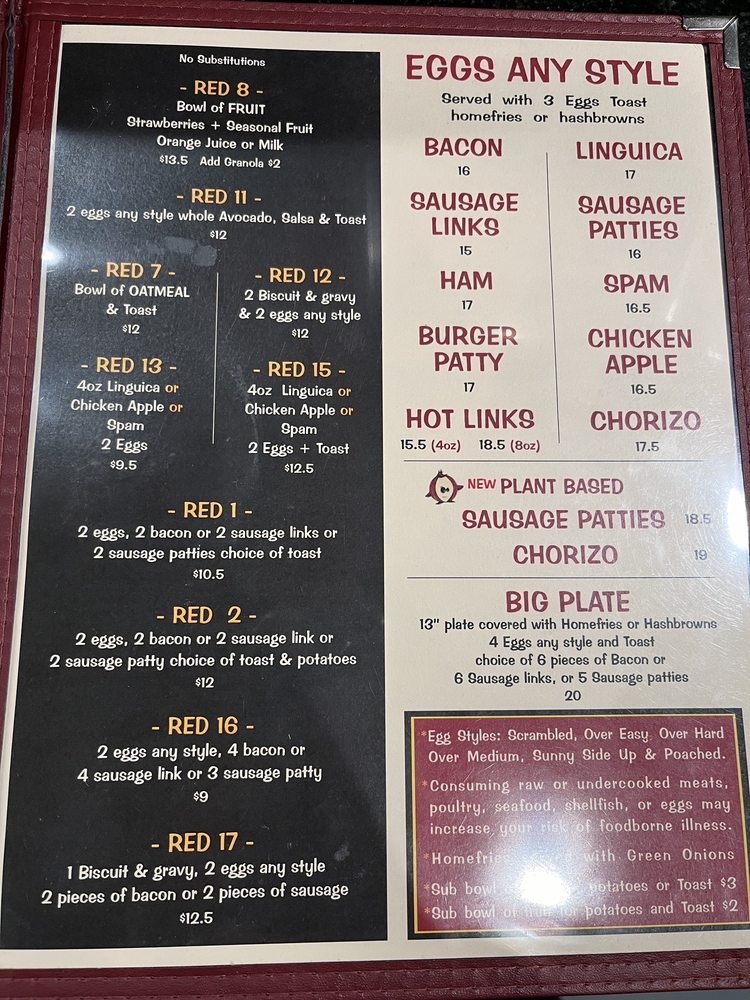 No Substitutions
- RED 8 -
Bowl of FRUIT
Strawberries + Seasonal Fruit
Orange Juice or Milk
$13.5 Add Granola $2
- RED 11 -
2 eggs any style whole Avocado, Salsa & Toast
$12
- RED 7 -
Bowl of OATMEAL
& Toast
$12
- RED 12 -
2 Biscuit & gravy
& 2 eggs any style
$12
- RED 13 -
4oz Linguica or
Chicken Apple or
Spam
2 Eggs
$9.5
- RED 15 -
4oz Linguica or
Chicken Apple or
Spam
2 Eggs + Toast
$12.5
- RED 1 -
2 eggs, 2 bacon or 2 sausage links or
2 sausage patties choice of toast
$10.5
- RED 2 -
2 eggs, 2 bacon or 2 sausage link or
2 sausage patty choice of toast & potatoes
$12
- RED 16 -
2 eggs any style, 4 bacon or
4 sausage link or 3 sausage patty
$9
- RED 17 -
1 Biscuit & gravy, 2 eggs any style
2 pieces of bacon or 2 pieces of sausage
$12.5
EGGS ANY STYLE
Served with 3 Eggs Toast
homefries or hashbrowns
BACON
16
LINGUICA
17
SAUSAGE
LINKS
15
SAUSAGE
PATTIES
16
HAM
17
SPAM
16.5
BURGER
PATTY
17
CHICKEN
APPLE
16.5
HOT LINKS
15.5 (4oz) 18.5 (8oz)
CHORIZO
17.5
NEW PLANT BASED
SAUSAGE PATTIES 18.5
CHORIZO 19
BIG PLATE
13" plate covered with Homefries or Hashbrowns
4 Eggs any style and Toast
choice of 6 pieces of Bacon or
6 Sausage links, or 5 Sausage patties
20
*Egg Styles: Scrambled, Over Easy, Over Hard
Over Medium, Sunny Side Up & Poached.
*Consuming raw or undercooked meats,
poultry, seafood, shellfish, or eggs may
increase your risk of foodborne illness.
*Homefries with Green Onions
*Sub bowl potatoes or Toast $3
*Sub bowl of fruit for potatoes and Toast $2